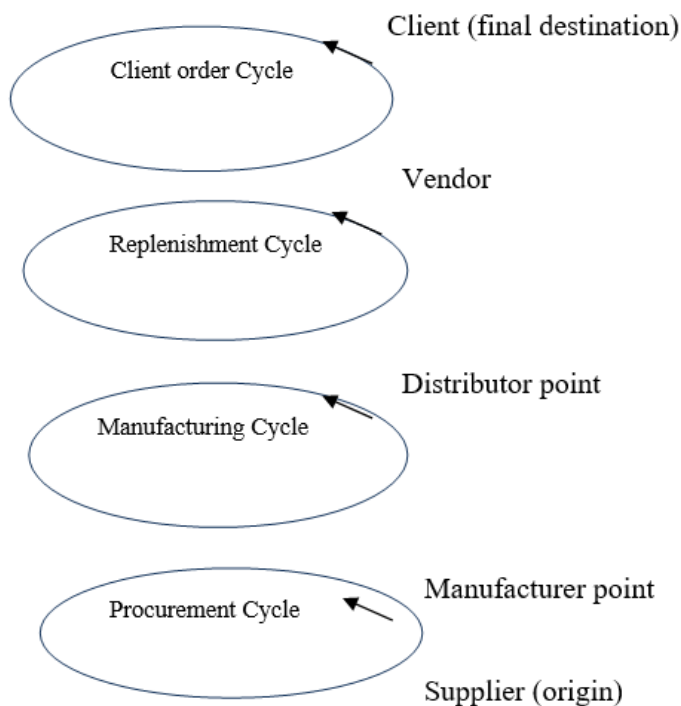 Client (final destination)
Client order Cycle
Vendor
Replenishment Cycle
Distributor point
Manufacturing Cycle
Manufacturer point
Procurement Cycle
Supplier (origin)